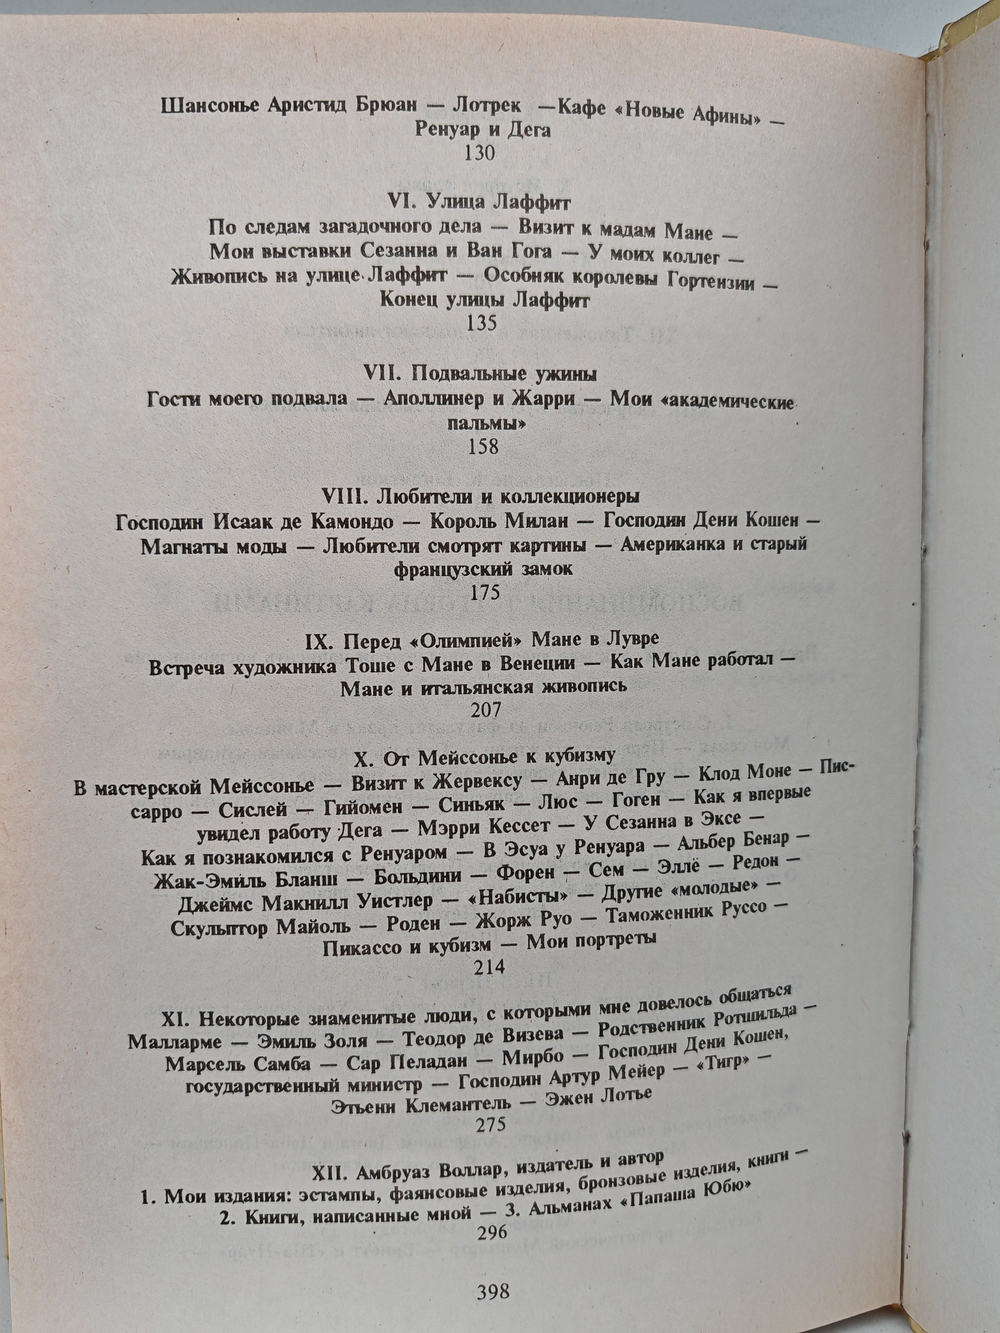 Шансонье Аристид Брюан — Лотрек —Кафе «Новые Афины» —
Ренуар и Дега
130
VI. Улица Лаффит
По следам загадочного дела — Визит к мадам Мане —
Мои выставки Сезанна и Ван Гога — У моих коллег —
Живопись на улице Лаффит — Особняк королевы Гортензии —
Конец улицы Лаффит
135
VII. Подвальные ужины
Гости моего подвала — Аполлинер и Жарри — Мои «академические
пальмы»
158
VIII. Любители и коллекционеры
Господин Исаак де Камондо — Король Милан — Господин Дени Кошен —
Магнаты моды — Любители смотрят картины — Американка и старый
французский замок
175
IX. Перед «Олимпией» Мане в Лувре
Встреча художника Тоше с Мане в Венеции — Как Мане работал —
Мане и итальянская живопись
207
X. От Мейссонье к кубизму
В мастерской Мейссонье — Визит к Жервексу — Анри де Гру — Клод Моне — Пис-
сарро — Сислей — Гийомен — Синьяк — Люс — Гоген — Как я впервые
увидел работу Дега — Мэрри Кессет — У Сезанна в Эксе —
Как я познакомился с Ренуаром — В Эсуа у Ренуара — Альбер Бенар —
Жак-Эмиль Бланш — Больдини — Форен — Сем — Эллё — Редон —
Джеймс Макнилл Уистлер — «Набисты» — Другие «молодые» —
Скульптор Майоль — Роден — Жорж Руо — Таможенник Руссо —
Пикассо и кубизм — Мои портреты
214
XI. Некоторые знаменитые люди, с которыми мне довелось общаться
Малларме — Эмиль Золя — Теодор де Визева — Родственник Ротшильда —
Марсель Самба — Сар Пеладан — Мирбо — Господин Дени Кошен,
государственный министр — Господин Артур Мейер — «Тигр» —
Этьенн Клемантель — Эжен Лотье
275
XII. Амбруаз Воллар, издатель и автор
1. Мои издания: эстампы, фаянсовые изделия, бронзовые изделия, книги —
2. Книги, написанные мной — 3. Альманах «Папаша Юбю»
296
398